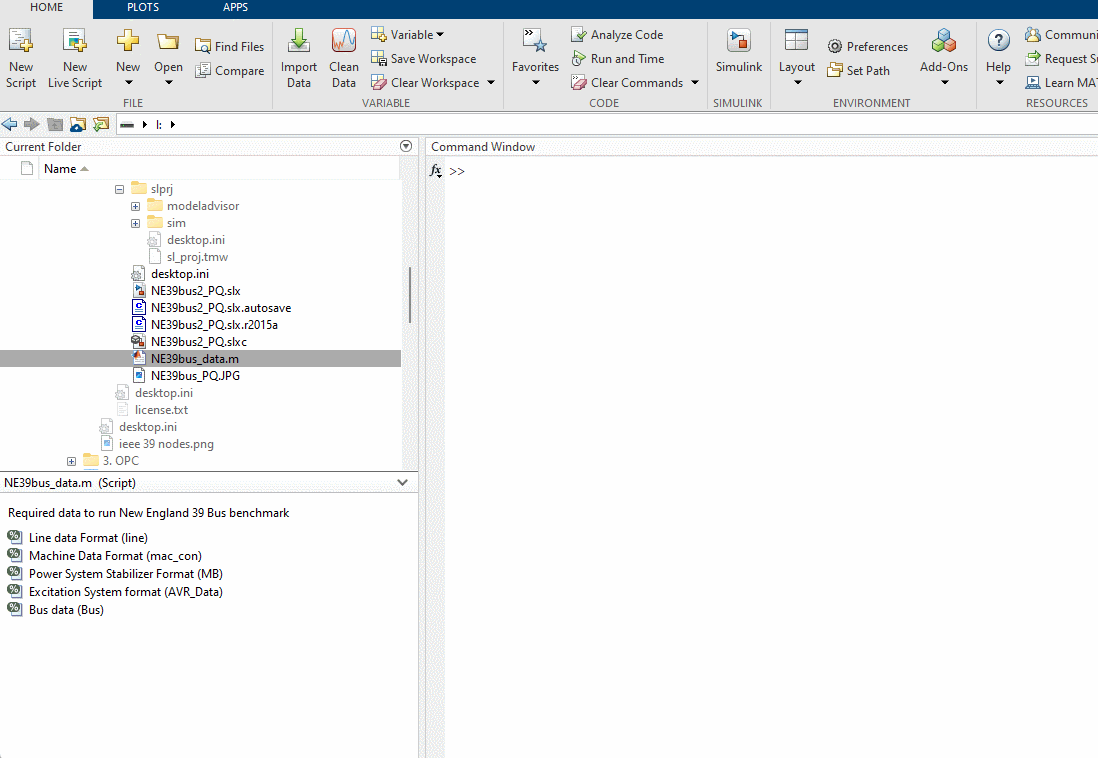 HOME PLOTS APPS
New Script
New Live Script
New
Open
Find Files
Compare
FILE
Import Data
Clean Data
Variable
Save Workspace
Clear Workspace
VARIABLE
Favorites
Analyze Code
Run and Time
Clear Commands
CODE
Simulink
SIMULINK
Layout
Preferences
Set Path
Add-Ons
ENVIRONMENT
Help
Communi
Request Su
Learn MAT
RESOURCES
I:
Current Folder
Name
slprj
modeladvisor
sim
desktop.ini
sl_proj.tmw
desktop.ini
NE39bus2_PQ.slx
NE39bus2_PQ.slx.autosave
NE39bus2_PQ.slx.r2015a
NE39bus2_PQ.slxc
NE39bus_data.m
NE39bus_PQ.JPG
desktop.ini
license.txt
desktop.ini
ieee 39 nodes.png
3. OPC
NE39bus_data.m (Script)
Required data to run New England 39 Bus benchmark
Line data Format (line)
Machine Data Format (mac_con)
Power System Stabilizer Format (MB)
Excitation System format (AVR_Data)
Bus data (Bus)
Command Window
fx >>